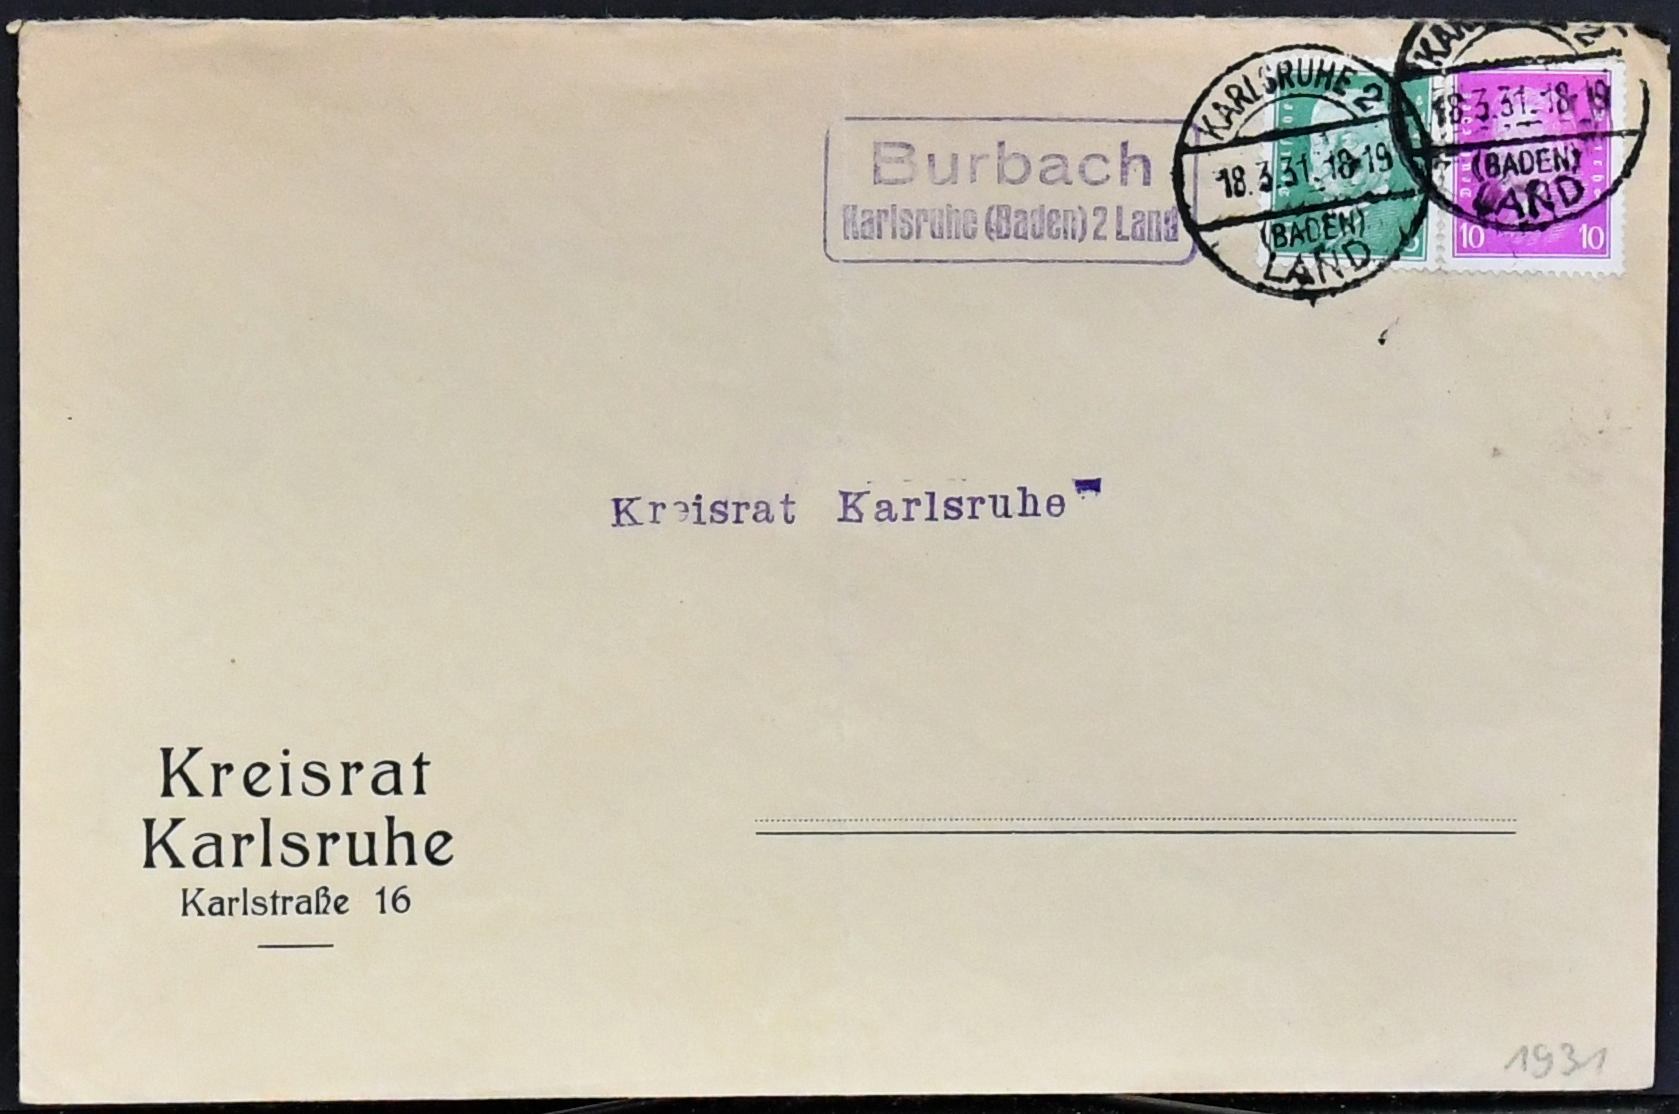 Burbach
Karlsruhe (Baden) 2 Land
KARLSRUHE 2
18.3.31.18-19
(BADEN)
LAND
18.3.31.18-19
(BADEN)
LAND
10 10
Kreisrat Karlsruhe
Kreisrat
Karlsruhe
Karlstraße 16
1931